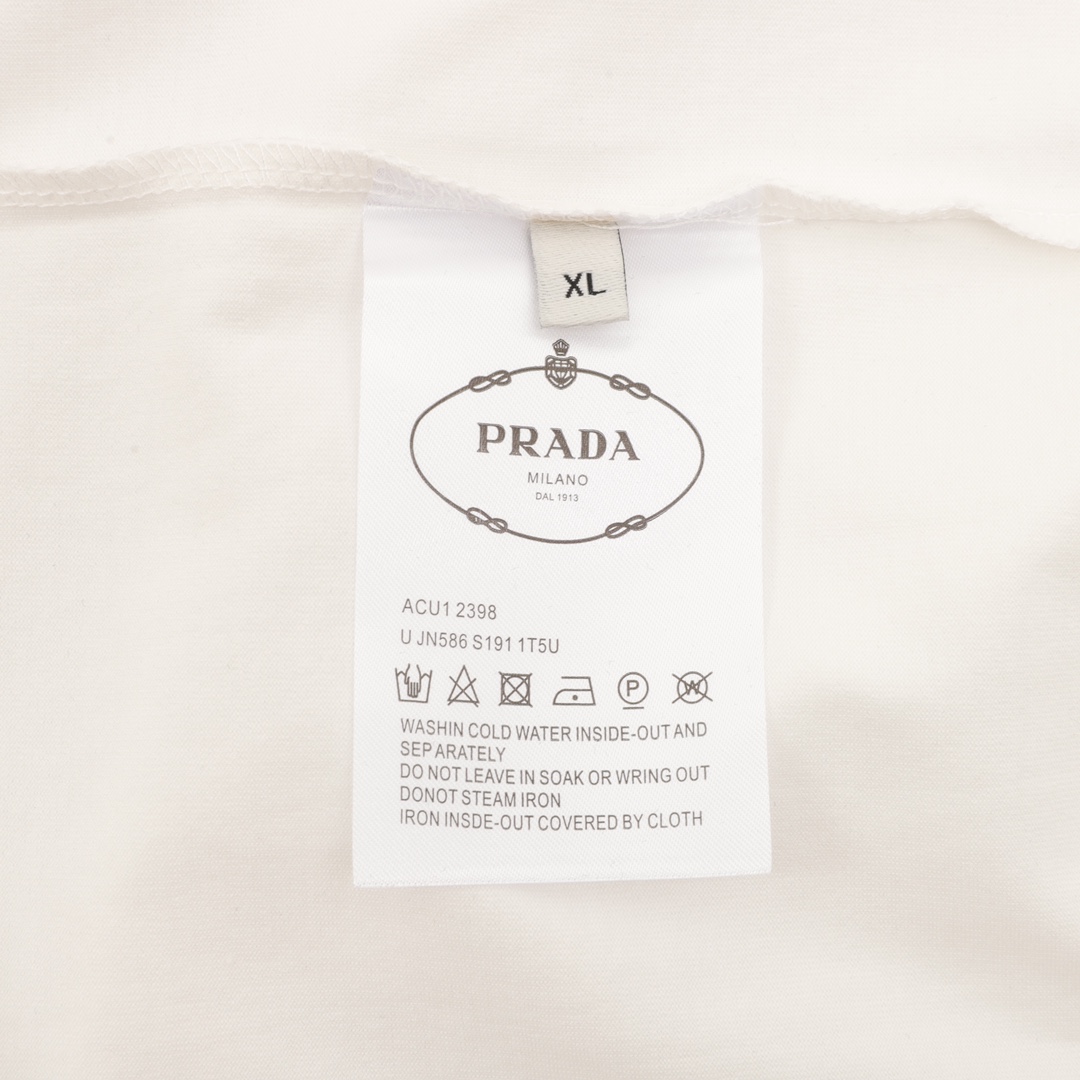 XL
PRADA
MILANO
DAL 1913
ACU1 2398
U JN586 S191 1T5U
P
W
WASHIN COLD WATER INSIDE-OUT AND
SEP ARATELY
DO NOT LEAVE IN SOAK OR WRING OUT
DONOT STEAM IRON
IRON INSDE-OUT COVERED BY CLOTH